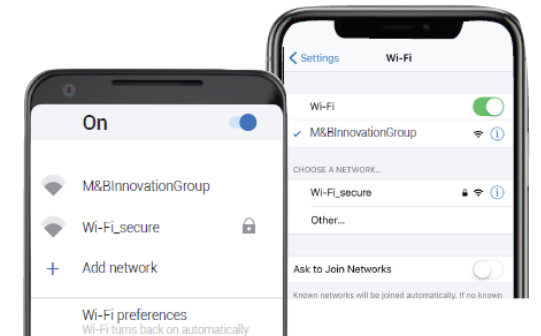 On
M&BInnovationGroup
Wi-Fi_secure
Add network
Wi-Fi preferences
Wi-Fi turns back on automatically
Settings
Wi-Fi
Wi-Fi
M&BInnovationGroup
CHOOSE A NETWORK...
Wi-Fi_secure
Other...
Ask to Join Networks
Known networks will be joined automatically. If no known